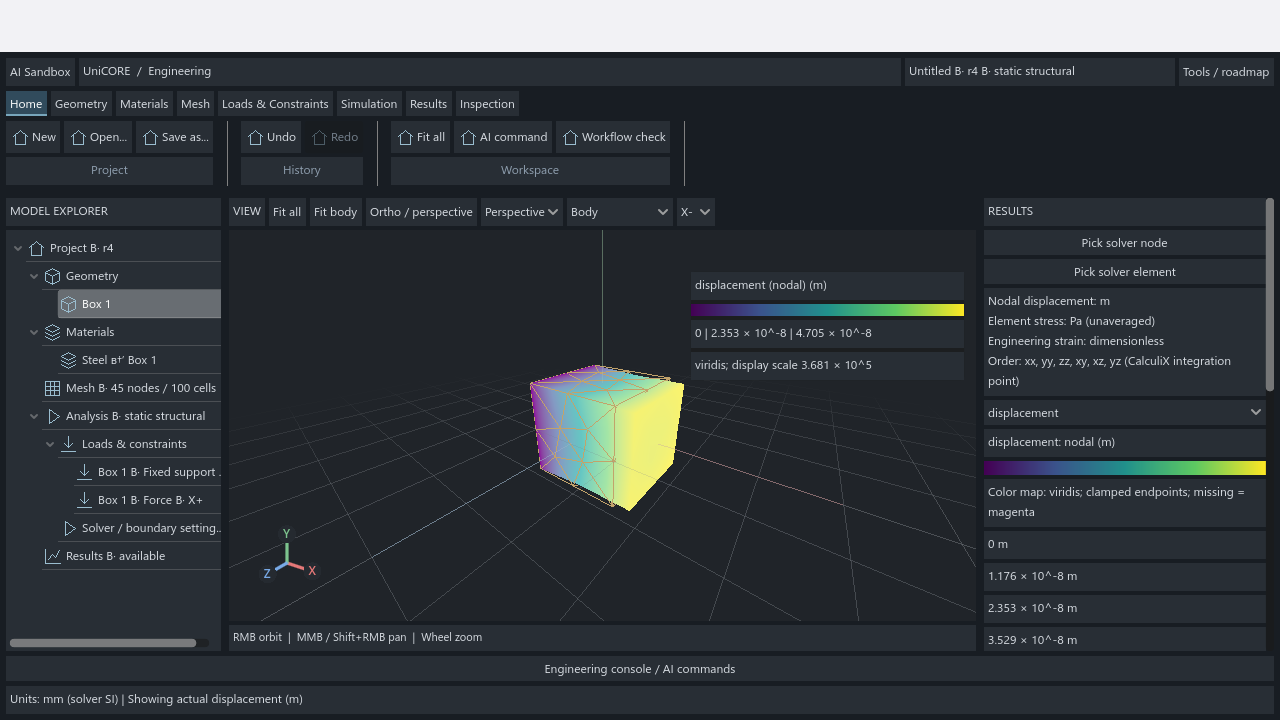 AI Sandbox
UniCORE / Engineering
Untitled В· r4 В· static structural
Tools / roadmap
Home
Geometry
Materials
Mesh
Loads & Constraints
Simulation
Results
Inspection
New
Open...
Save as...
Undo
Redo
Fit all
AI command
Workflow check
Project
History
Workspace
MODEL EXPLORER
VIEW
Fit all
Fit body
Ortho / perspective
Perspective
Body
X-
RESULTS
Project В· r4
Geometry
Box 1
Materials
Steel в†' Box 1
Mesh В· 45 nodes / 100 cells
Analysis В· static structural
Loads & constraints
Box 1 В· Fixed support .
Box 1 В· Force В· X+
Solver / boundary setting..
Results В· available
displacement (nodal) (m)
0 | 2.353 × 10^-8 | 4.705 × 10^-8
viridis; display scale 3.681 × 10^5
Y
Z
X
RMB orbit | MMB / Shift+RMB pan | Wheel zoom
Pick solver node
Pick solver element
Nodal displacement: m
Element stress: Pa (unaveraged)
Engineering strain: dimensionless
Order: xx, yy, zz, xy, xz, yz (CalculiX integration
point)
displacement
displacement: nodal (m)
Color map: viridis; clamped endpoints; missing =
magenta
0 m
1.176 × 10^-8 m
2.353 × 10^-8 m
3.529 × 10^-8 m
Engineering console / AI commands
Units: mm (solver SI) | Showing actual displacement (m)